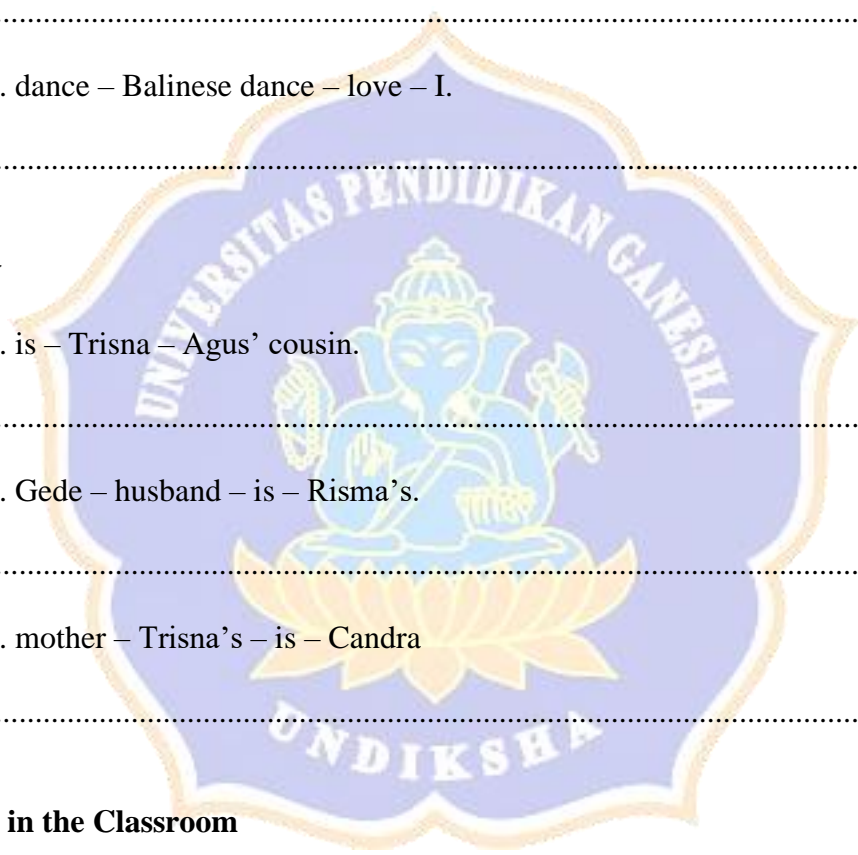 ....................................................................................................
. dance – Balinese dance – love – I.
....................................................................................................
UNIVERSITAS PENDIDIKAN GANESHA
. is – Trisna – Agus’ cousin.
....................................................................................................
. Gede – husband – is – Risma’s.
....................................................................................................
. mother – Trisna’s – is – Candra
....................................................................................................
UNDIKSHA
in the Classroom